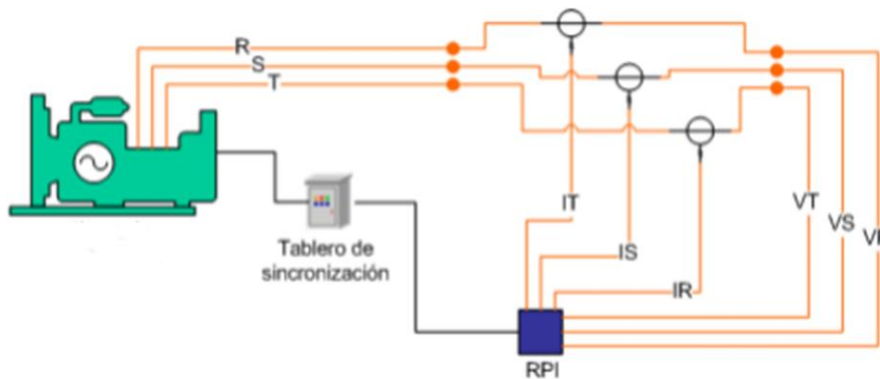 R
S
T
IT
VT
VS
IS
IR
Tablero de
sincronización
RPI